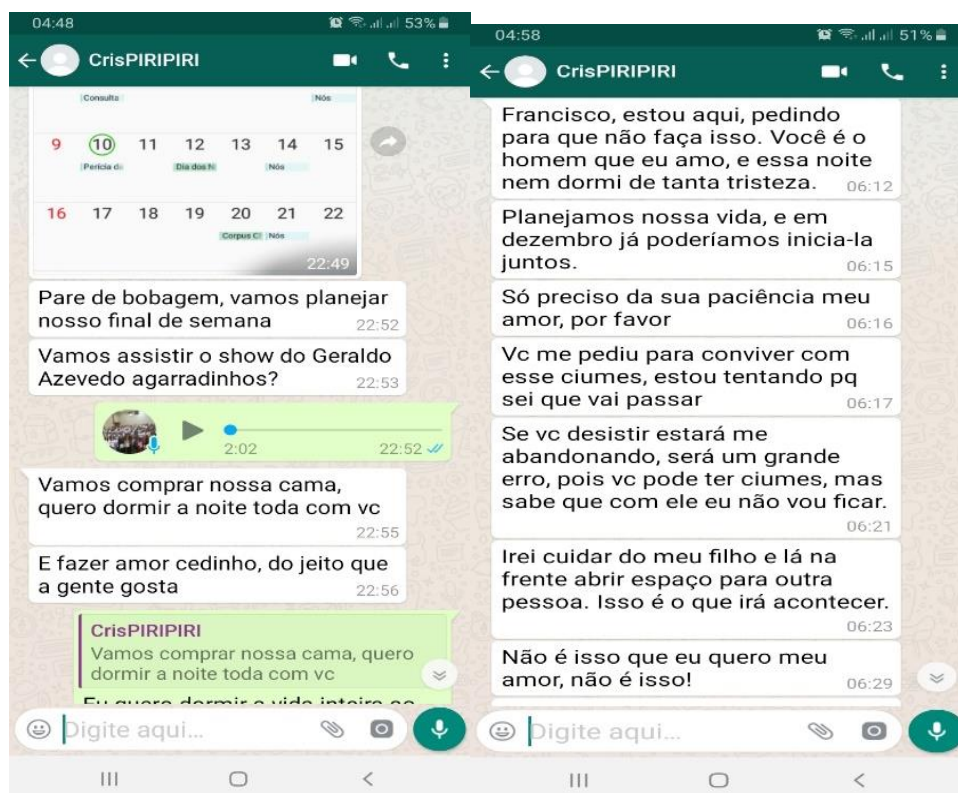 04:48
53%
CrisPIRIPIRI
Consulta
Nós
9 10 11 12 13 14 15
Perícia d
Dia dos N
Nós
16 17 18 19 20 21 22
Corpus C
Nós
22:49
Pare de bobagem, vamos planejar
nosso final de semana
22:52
Vamos assistir o show do Geraldo
Azevedo agarradinhos?
22:53
2:02
22:52
Vamos comprar nossa cama,
quero dormir a noite toda com vc
22:55
E fazer amor cedinho, do jeito que
a gente gosta
22:56
CrisPIRIPIRI
Vamos comprar nossa cama, quero
dormir a noite toda com vc
Eu quero dormir a vida inteira
Digite aqui...
04:58
51%
CrisPIRIPIRI
Francisco, estou aqui, pedindo
para que não faça isso. Você é o
homem que eu amo, e essa noite
nem dormi de tanta tristeza.
06:12
Planejamos nossa vida, e em
dezembro já poderíamos inicia-la
juntos.
06:15
Só preciso da sua paciência meu
amor, por favor
06:16
Vc me pediu para conviver com
esse ciumes, estou tentando pq
sei que vai passar
06:17
Se vc desistir estará me
abandonando, será um grande
erro, pois vc pode ter ciumes, mas
sabe que com ele eu não vou ficar.
06:21
Irei cuidar do meu filho e lá na
frente abrir espaço para outra
pessoa. Isso é o que irá acontecer.
06:23
Não é isso que eu quero meu
amor, não é isso!
06:29
Digite aqui...